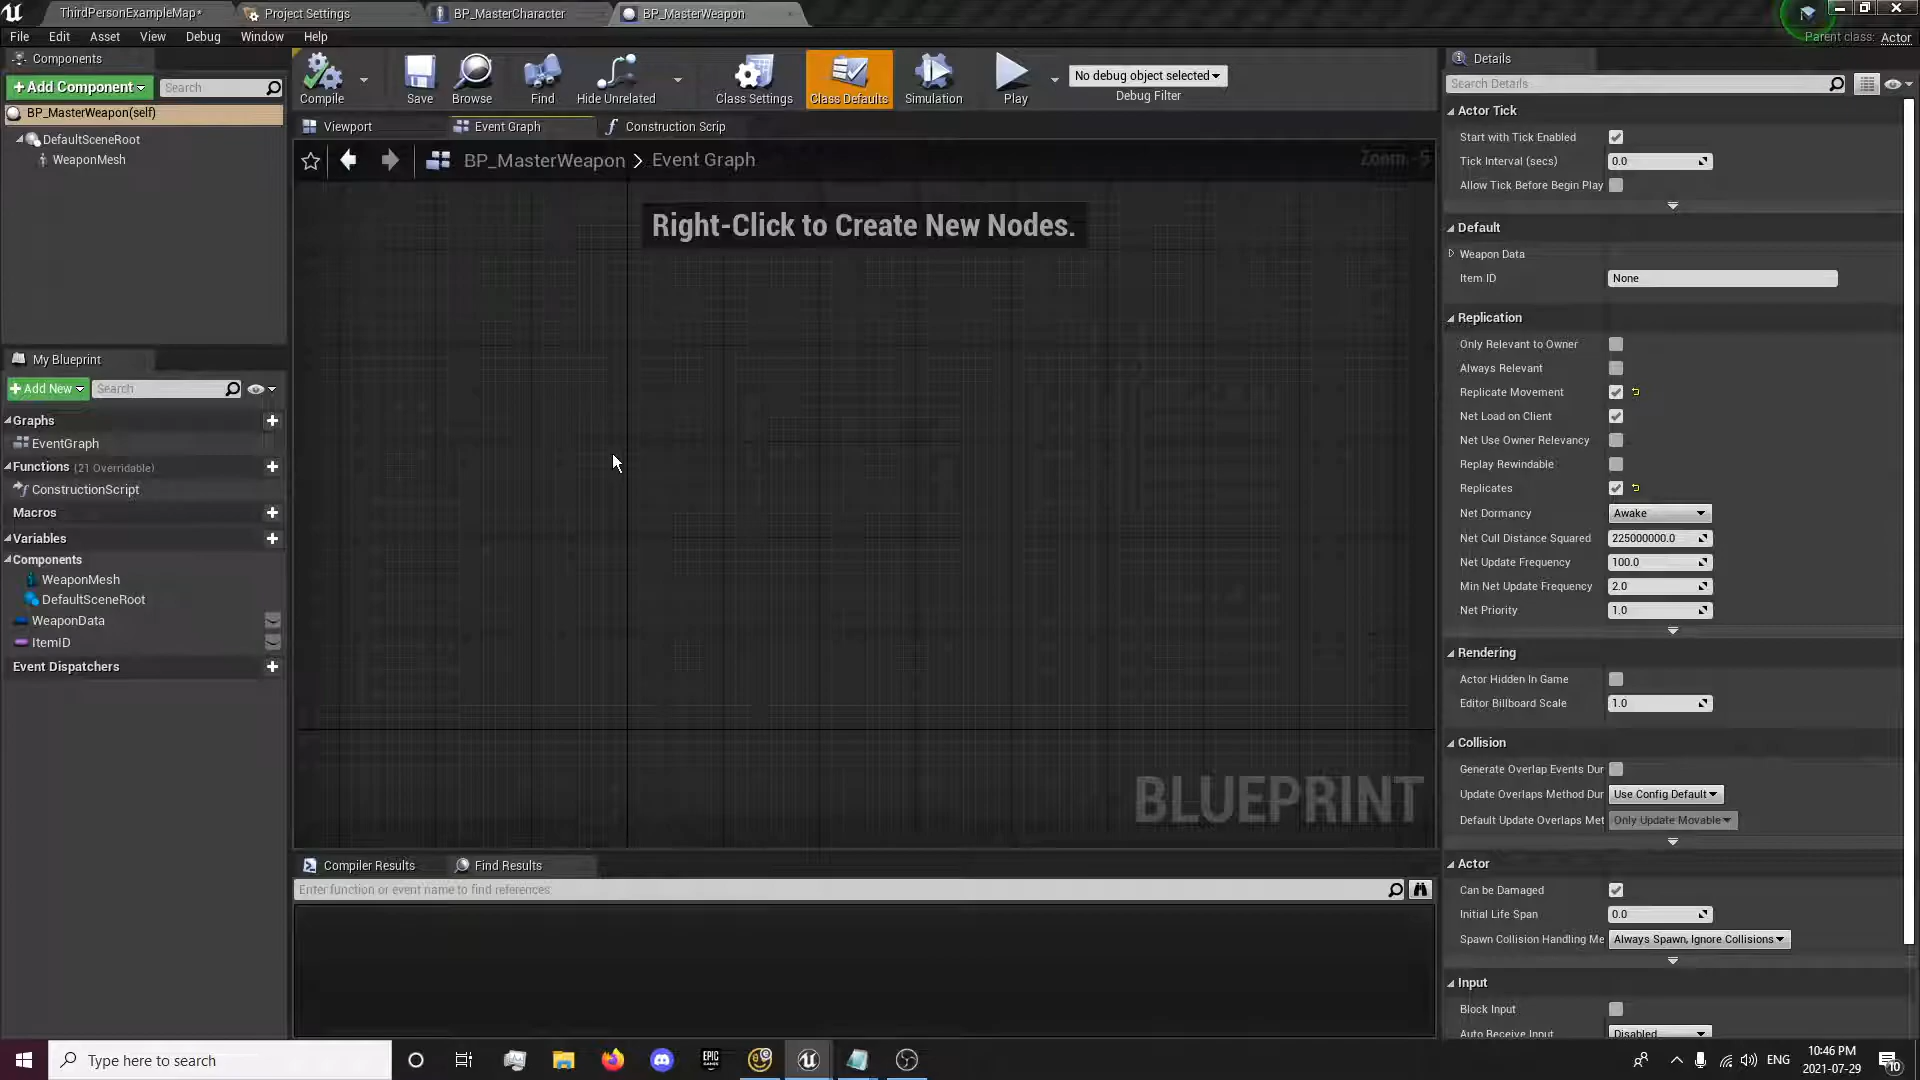 ThirdPersonExampleMap*
Project Settings
BP_MasterCharacter
BP_MasterWeapon
File
Edit
Asset
View
Debug
Window
Help
Parent class: Actor
Components
+Add Component
Search
BP_MasterWeapon(self)
DefaultSceneRoot
WeaponMesh
Compile
Save
Browse
Find
Hide Unrelated
Class Settings
Class Defaults
Simulation
Play
No debug object selected
Debug Filter
Viewport
Event Graph
Construction Scrip
BP_MasterWeapon > Event Graph
Zoom -5
Right-Click to Create New Nodes.
BLUEPRINT
My Blueprint
+Add New
Search
Graphs
EventGraph
Functions (21 Overridable)
ConstructionScript
Macros
Variables
Components
WeaponMesh
DefaultSceneRoot
WeaponData
ItemID
Event Dispatchers
Compiler Results
Find Results
Enter function or event name to find references
Details
Search Details
Actor Tick
Start with Tick Enabled
Tick Interval (secs) 0.0
Allow Tick Before Begin Play
Default
Weapon Data
Item ID None
Replication
Only Relevant to Owner
Always Relevant
Replicate Movement
Net Load on Client
Net Use Owner Relevancy
Replay Rewindable
Replicates
Net Dormancy Awake
Net Cull Distance Squared 225000000.0
Net Update Frequency 100.0
Min Net Update Frequency 2.0
Net Priority 1.0
Rendering
Actor Hidden In Game
Editor Billboard Scale 1.0
Collision
Generate Overlap Events Dur
Update Overlaps Method Dur Use Config Default
Default Update Overlaps Met Only Update Movable
Actor
Can be Damaged
Initial Life Span 0.0
Spawn Collision Handling Me Always Spawn, Ignore Collisions
Input
Block Input
Auto Receive Input Disabled
Type here to search
EPIC
GAMES
ENG
10:46 PM
2021-07-29
10